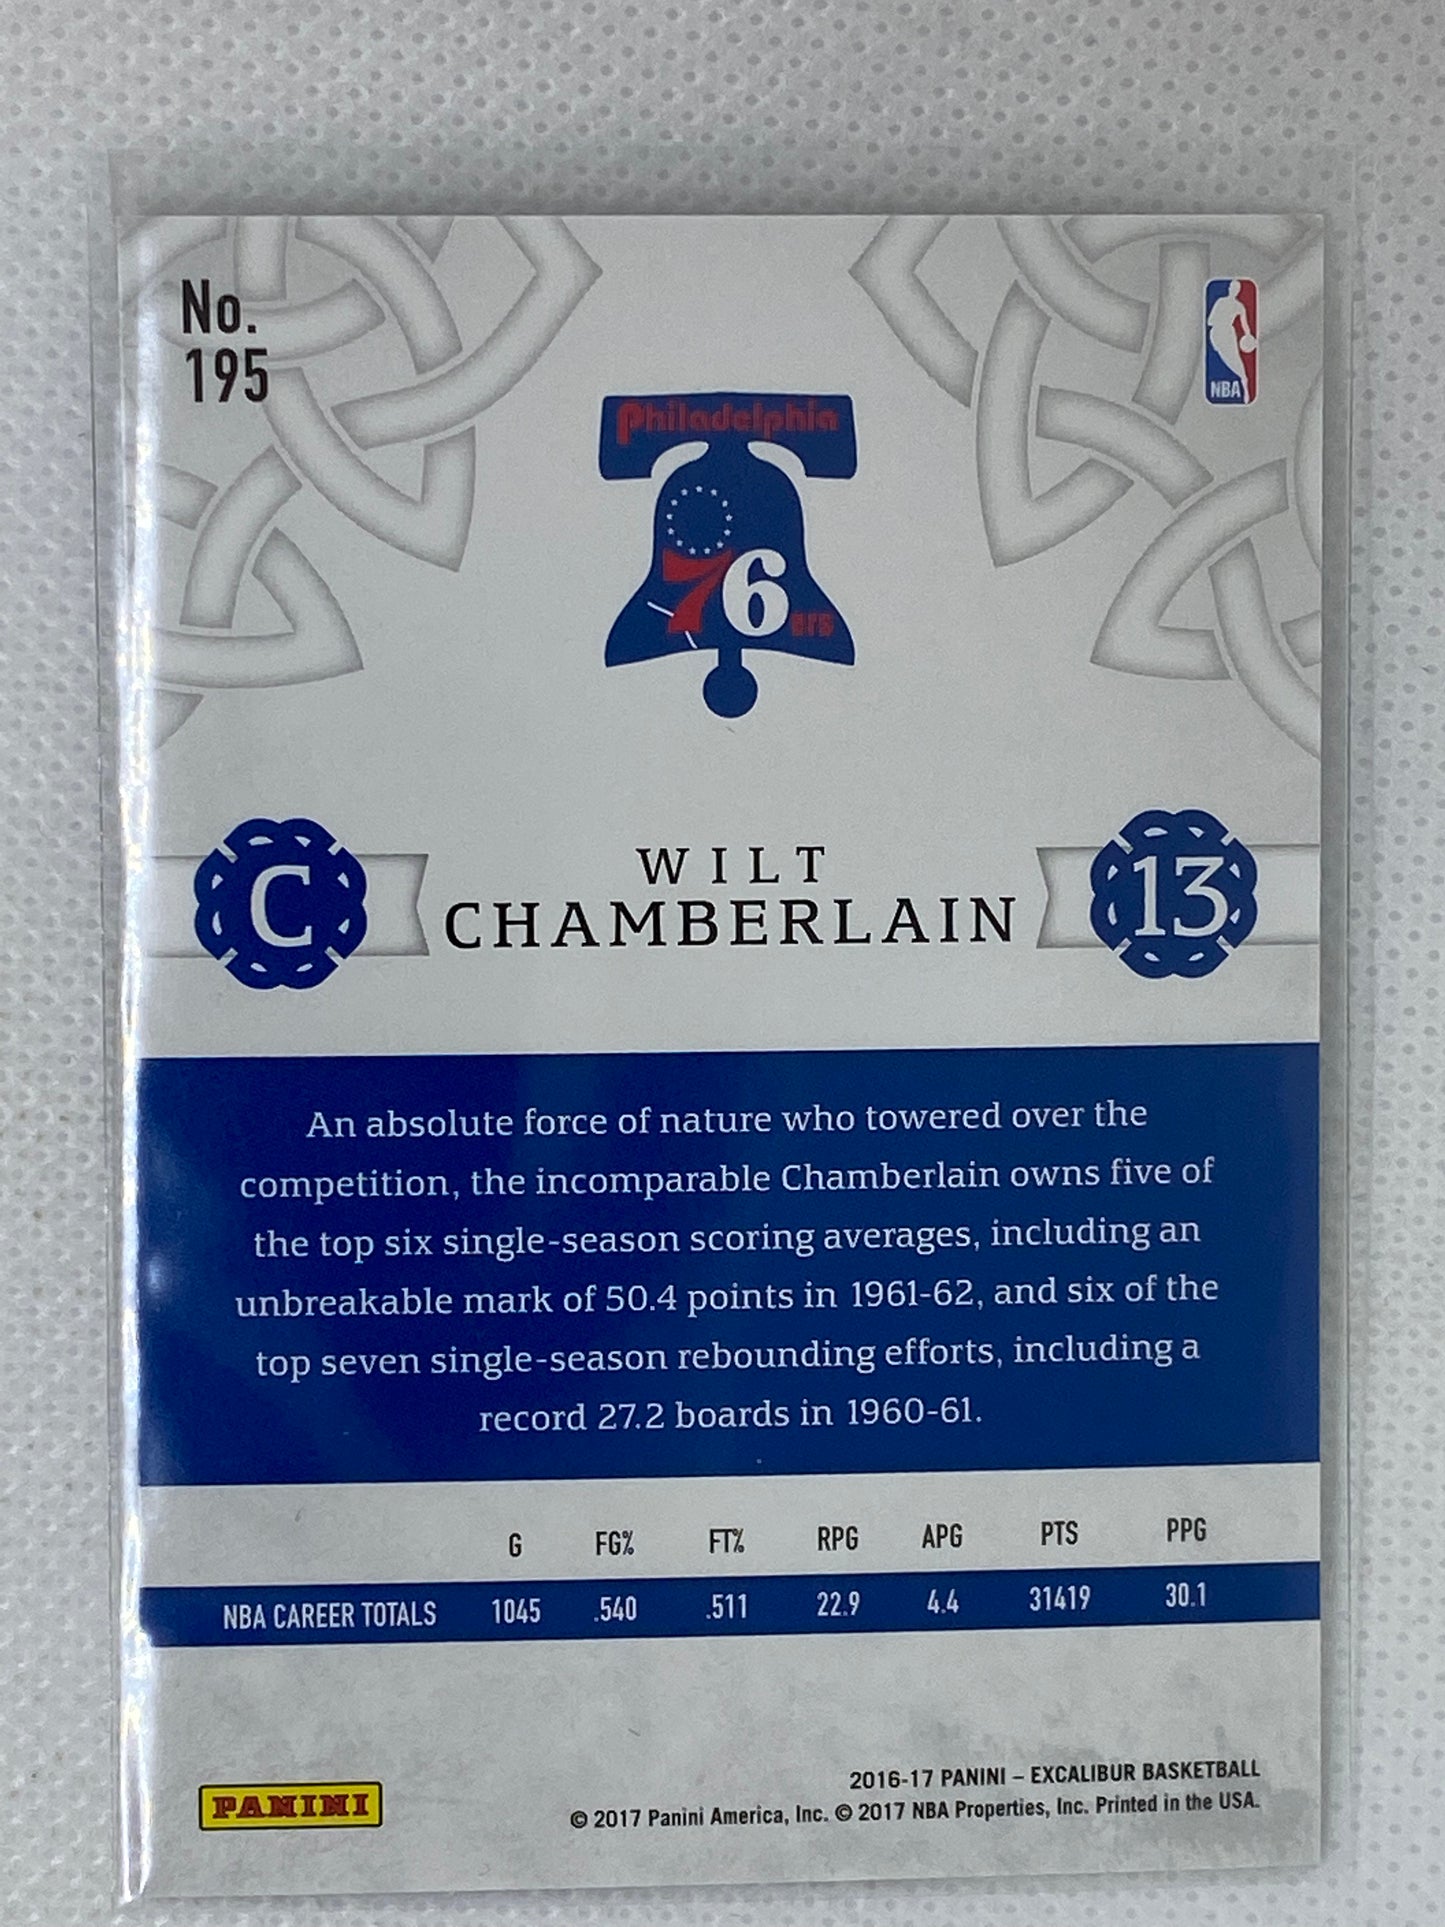 No.
195
NBA
Philadelphia
76ers
C
WILT
CHAMBERLAIN
13
An absolute force of nature who towered over the
competition, the incomparable Chamberlain owns five of
the top six single-season scoring averages, including an
unbreakable mark of 50.4 points in 1961-62, and six of the
top seven single-season rebounding efforts, including a
record 27.2 boards in 1960-61.
G FG% FT% RPG APG PTS PPG
NBA CAREER TOTALS 1045 .540 .511 22.9 4.4 31419 30.1
PANINI
2016-17 PANINI – EXCALIBUR BASKETBALL
© 2017 Panini America, Inc. © 2017 NBA Properties, Inc. Printed in the USA.